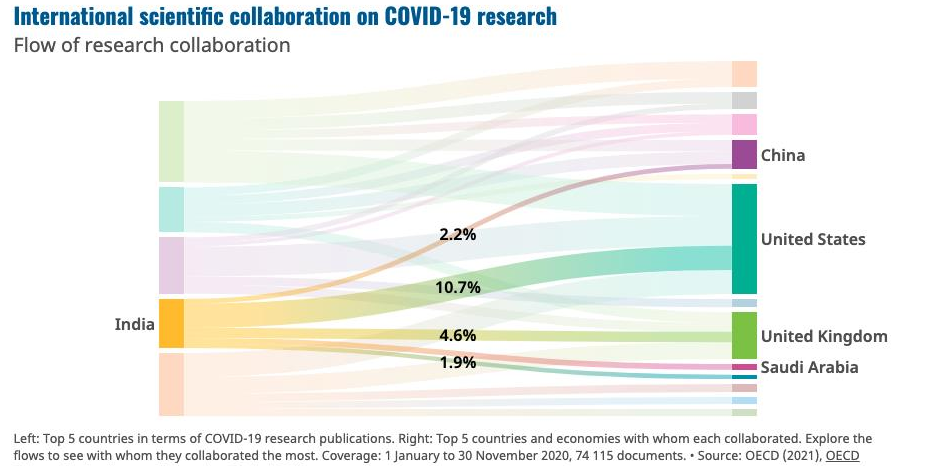 International scientific collaboration on COVID-19 research
Flow of research collaboration
China
2.2%
United States
10.7%
India
4.6%
United Kingdom
1.9%
Saudi Arabia
Left: Top 5 countries in terms of COVID-19 research publications. Right: Top 5 countries and economies with whom each collaborated. Explore the
flows to see with whom they collaborated the most. Coverage: 1 January to 30 November 2020, 74 115 documents. • Source: OECD (2021), OECD